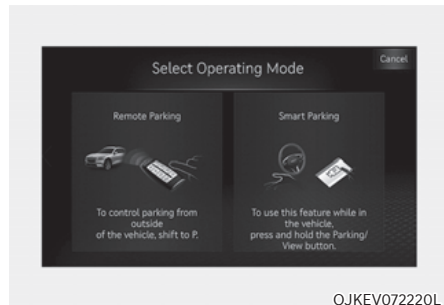 Select Operating Mode
Cancel
Remote Parking
To control parking from
outside
of the vehicle, shift to P.
Smart Parking
To use this feature while in
the vehicle,
press and hold the Parking/
View button.
OJKEV072220L